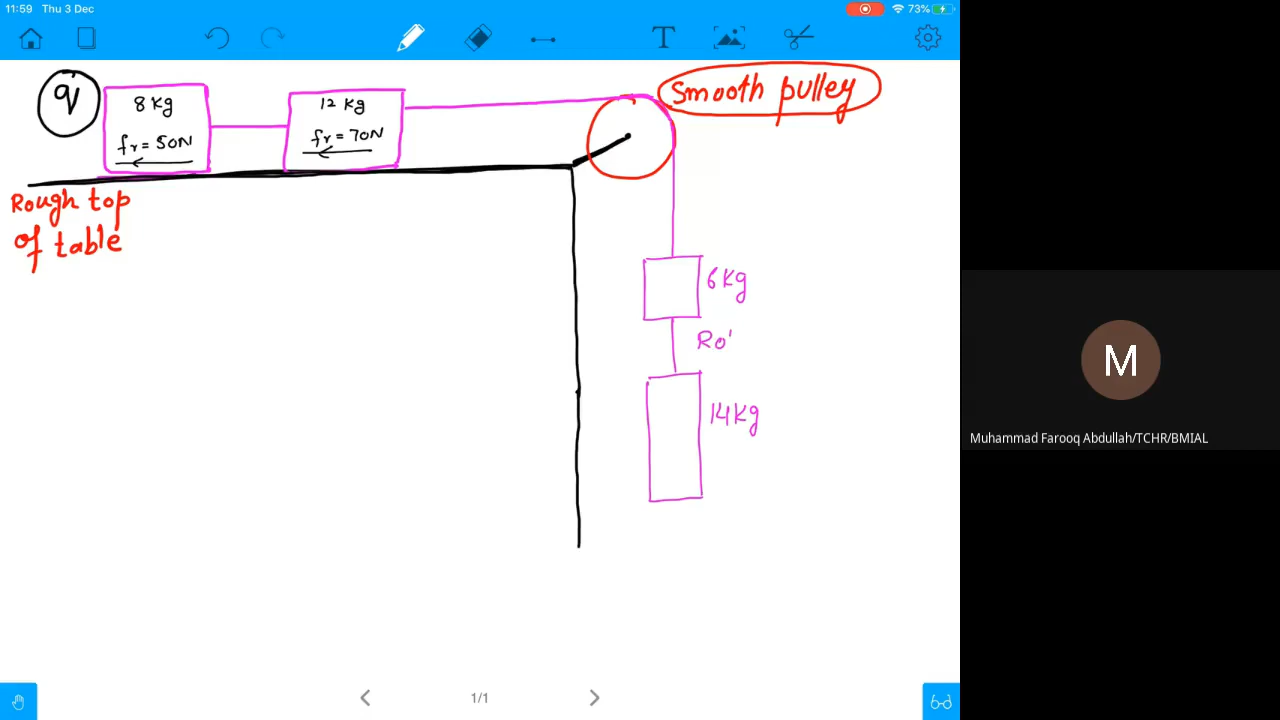 11:59 Thu 3 Dec
73%
T
q
8 Kg
fr = 50N
12 Kg
fr = 70N
Smooth pulley
Rough top
of table
6Kg
Ro'
14Kg
M
Muhammad Farooq Abdullah/TCHR/BMIAL
1/1